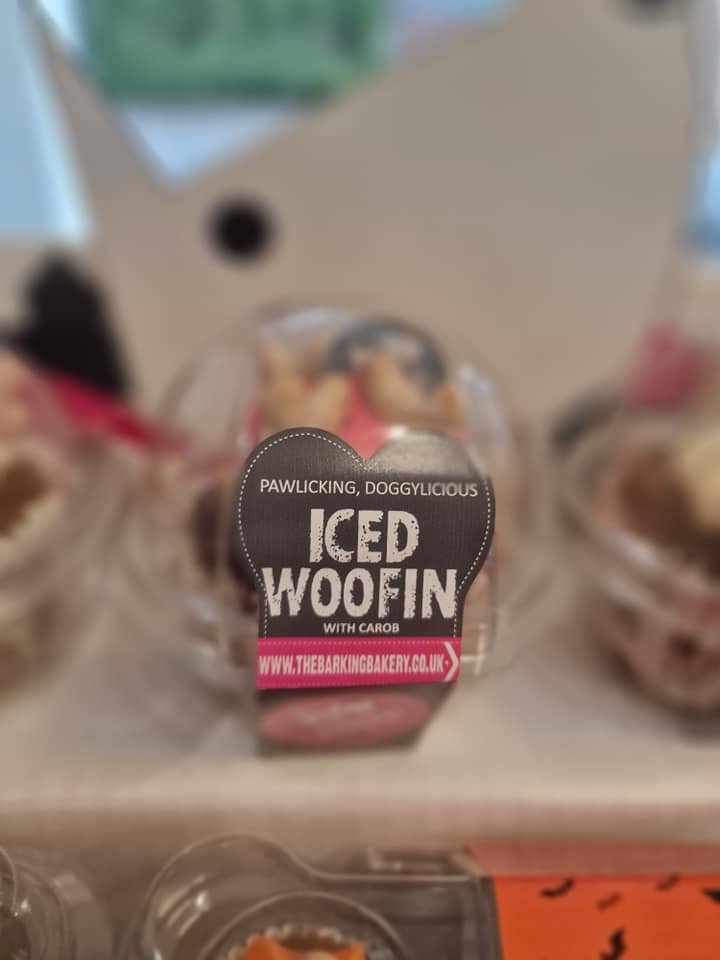 PAWLICKING, DOGGYLICIOUS
ICED
WOOFIN
WITH CAROB
WWW.THEBARKINGBAKERY.CO.UK